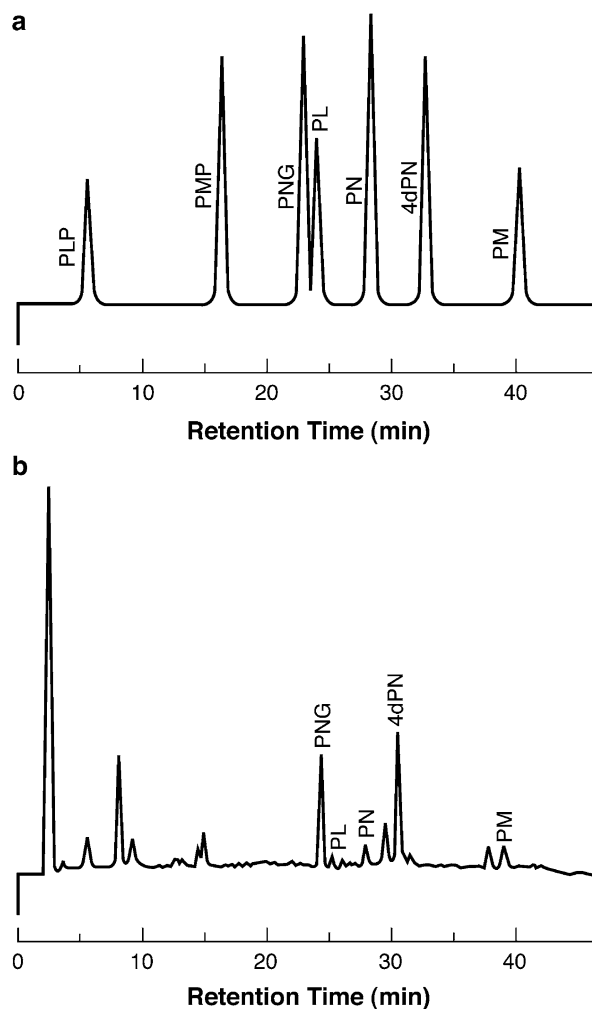 a
PLP
PMP
PNG
PL
PN
4dPN
PM
0 10 20 30 40
Retention Time (min)
b
PNG
PL
PN
4dPN
PM
0 10 20 30 40
Retention Time (min)